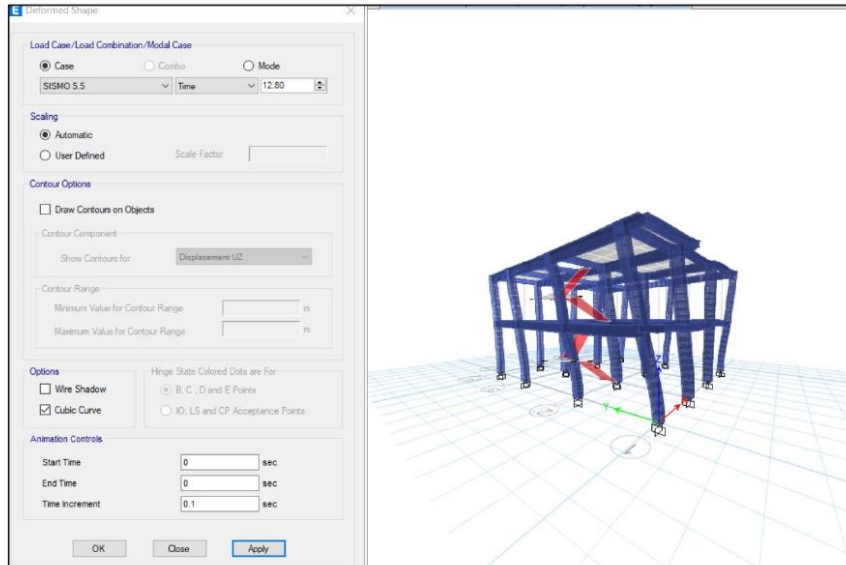 E Deformed Shape
Load Case/Load Combination/Modal Case
Case Combo Mode
SISMO 5.5 Time 12.80
Scaling
Automatic
User Defined Scale Factor
Contour Options
Draw Contours on Objects
Contour Component
Show Contours for Displacement UZ
Contour Range
Minimum Value for Contour Range m
Maximum Value for Contour Range m
Options Hinge State Colored Dots are For
Wire Shadow B, C , D and E Points
Cubic Curve IO, LS and CP Acceptance Points
Animation Controls
Start Time 0 sec
End Time 0 sec
Time Increment 0.1 sec
OK Close Apply
Z
Y
1